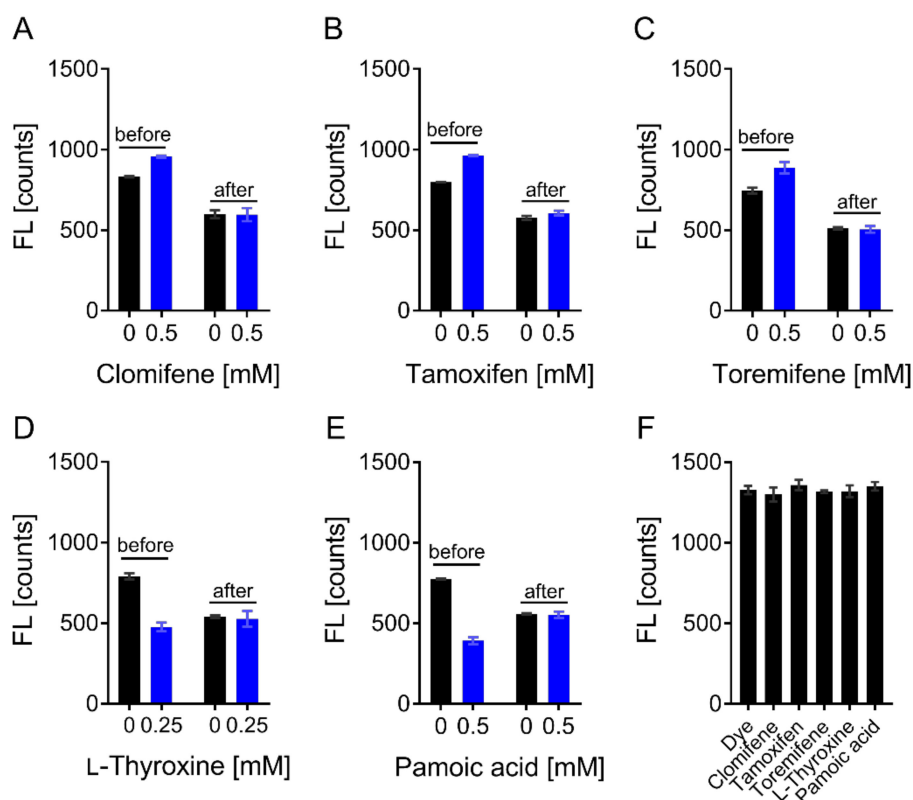 A
B
C
1500
1000
500
0
FL [counts]
before
after
0 0.5 0 0.5
Clomifene [mM]
1500
1000
500
0
FL [counts]
before
after
0 0.5 0 0.5
Tamoxifen [mM]
1500
1000
500
0
FL [counts]
before
after
0 0.5 0 0.5
Toremifene [mM]
D
E
F
1500
1000
500
0
FL [counts]
before
after
0 0.25 0 0.25
L-Thyroxine [mM]
1500
1000
500
0
FL [counts]
before
after
0 0.5 0 0.5
Pamoic acid [mM]
1500
1000
500
0
FL [counts]
Dye
Clomifene
Tamoxifen
Toremifene
L-Thyroxine
Pamoic acid